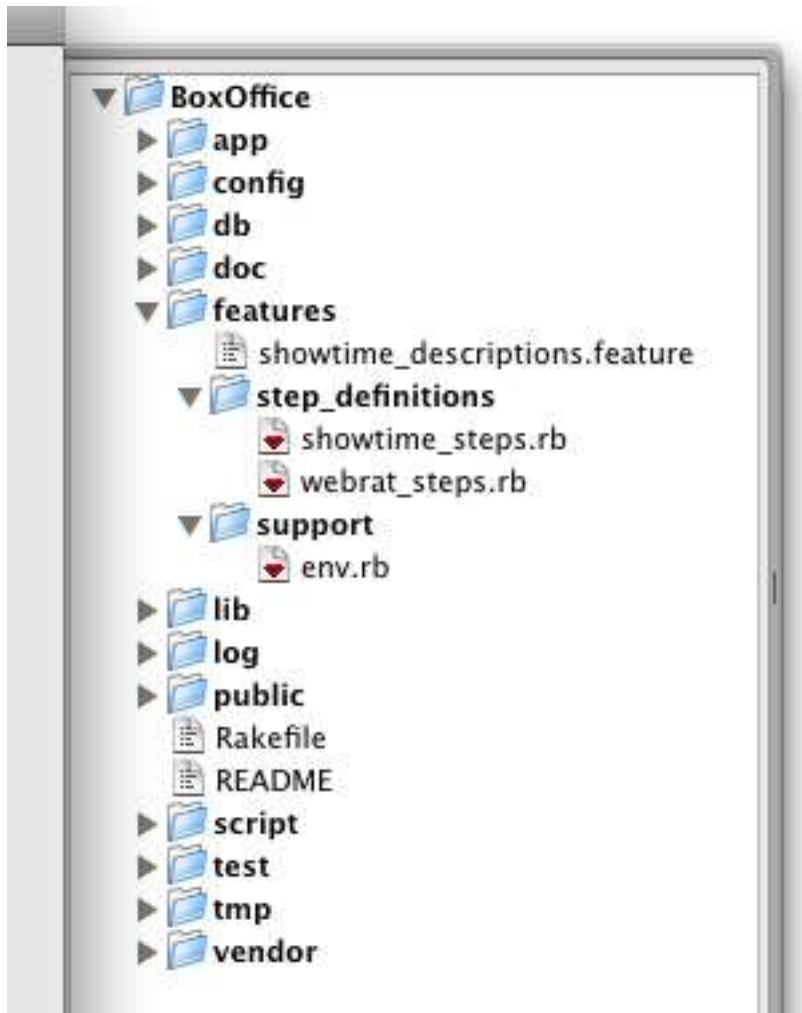 BoxOffice
app
config
db
doc
features
showtime_descriptions.feature
step_definitions
showtime_steps.rb
webrat_steps.rb
support
env.rb
lib
log
public
Rakefile
README
script
test
tmp
vendor